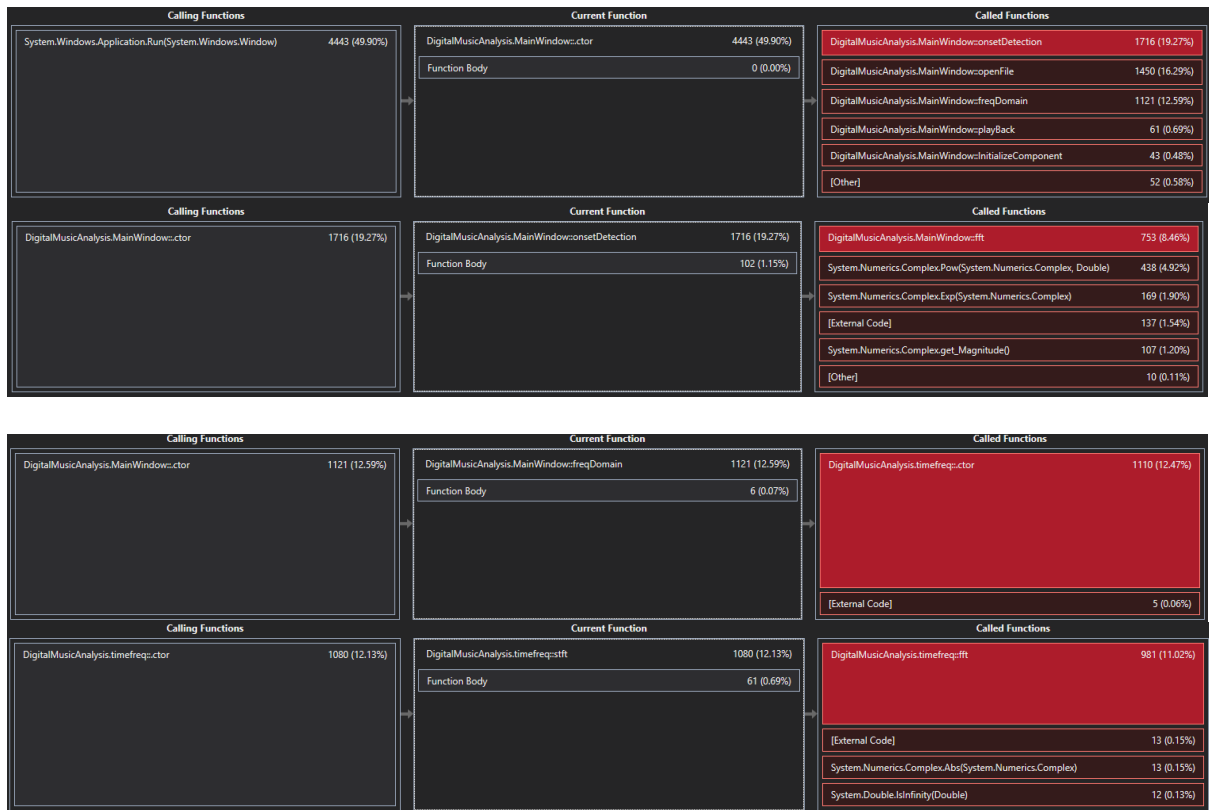 Calling Functions
Current Function
Called Functions
System.Windows.Application.Run(System.Windows.Window) 4443 (49.90%)
DigitalMusicAnalysis.MainWindow::.ctor 4443 (49.90%)
Function Body 0 (0.00%)
DigitalMusicAnalysis.MainWindow::onsetDetection 1716 (19.27%)
DigitalMusicAnalysis.MainWindow::openFile 1450 (16.29%)
DigitalMusicAnalysis.MainWindow::freqDomain 1121 (12.59%)
DigitalMusicAnalysis.MainWindow::playBack 61 (0.69%)
DigitalMusicAnalysis.MainWindow::InitializeComponent 43 (0.48%)
[Other] 52 (0.58%)
Calling Functions
Current Function
Called Functions
DigitalMusicAnalysis.MainWindow::.ctor 1716 (19.27%)
DigitalMusicAnalysis.MainWindow::onsetDetection 1716 (19.27%)
Function Body 102 (1.15%)
DigitalMusicAnalysis.MainWindow::fft 753 (8.46%)
System.Numerics.Complex.Pow(System.Numerics.Complex, Double) 438 (4.92%)
System.Numerics.Complex.Exp(System.Numerics.Complex) 169 (1.90%)
[External Code] 137 (1.54%)
System.Numerics.Complex.get_Magnitude() 107 (1.20%)
[Other] 10 (0.11%)
Calling Functions
Current Function
Called Functions
DigitalMusicAnalysis.MainWindow::.ctor 1121 (12.59%)
DigitalMusicAnalysis.MainWindow::freqDomain 1121 (12.59%)
Function Body 6 (0.07%)
DigitalMusicAnalysis.timefreq::.ctor 1110 (12.47%)
[External Code] 5 (0.06%)
Calling Functions
Current Function
Called Functions
DigitalMusicAnalysis.timefreq::.ctor 1080 (12.13%)
DigitalMusicAnalysis.timefreq::stft 1080 (12.13%)
Function Body 61 (0.69%)
DigitalMusicAnalysis.timefreq::fft 981 (11.02%)
[External Code] 13 (0.15%)
System.Numerics.Complex.Abs(System.Numerics.Complex) 13 (0.15%)
System.Double.IsInfinity(Double) 12 (0.13%)